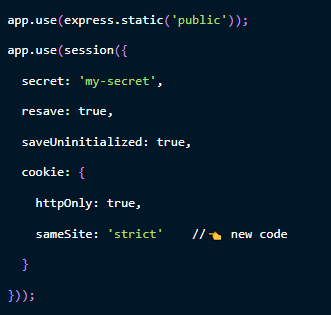 app.use(express.static('public'));
app.use(session({
  secret: 'my-secret',
  resave: true,
  saveUninitialized: true,
  cookie: {
    httpOnly: true,
    sameSite: 'strict'    //👈 new code
  }
}));